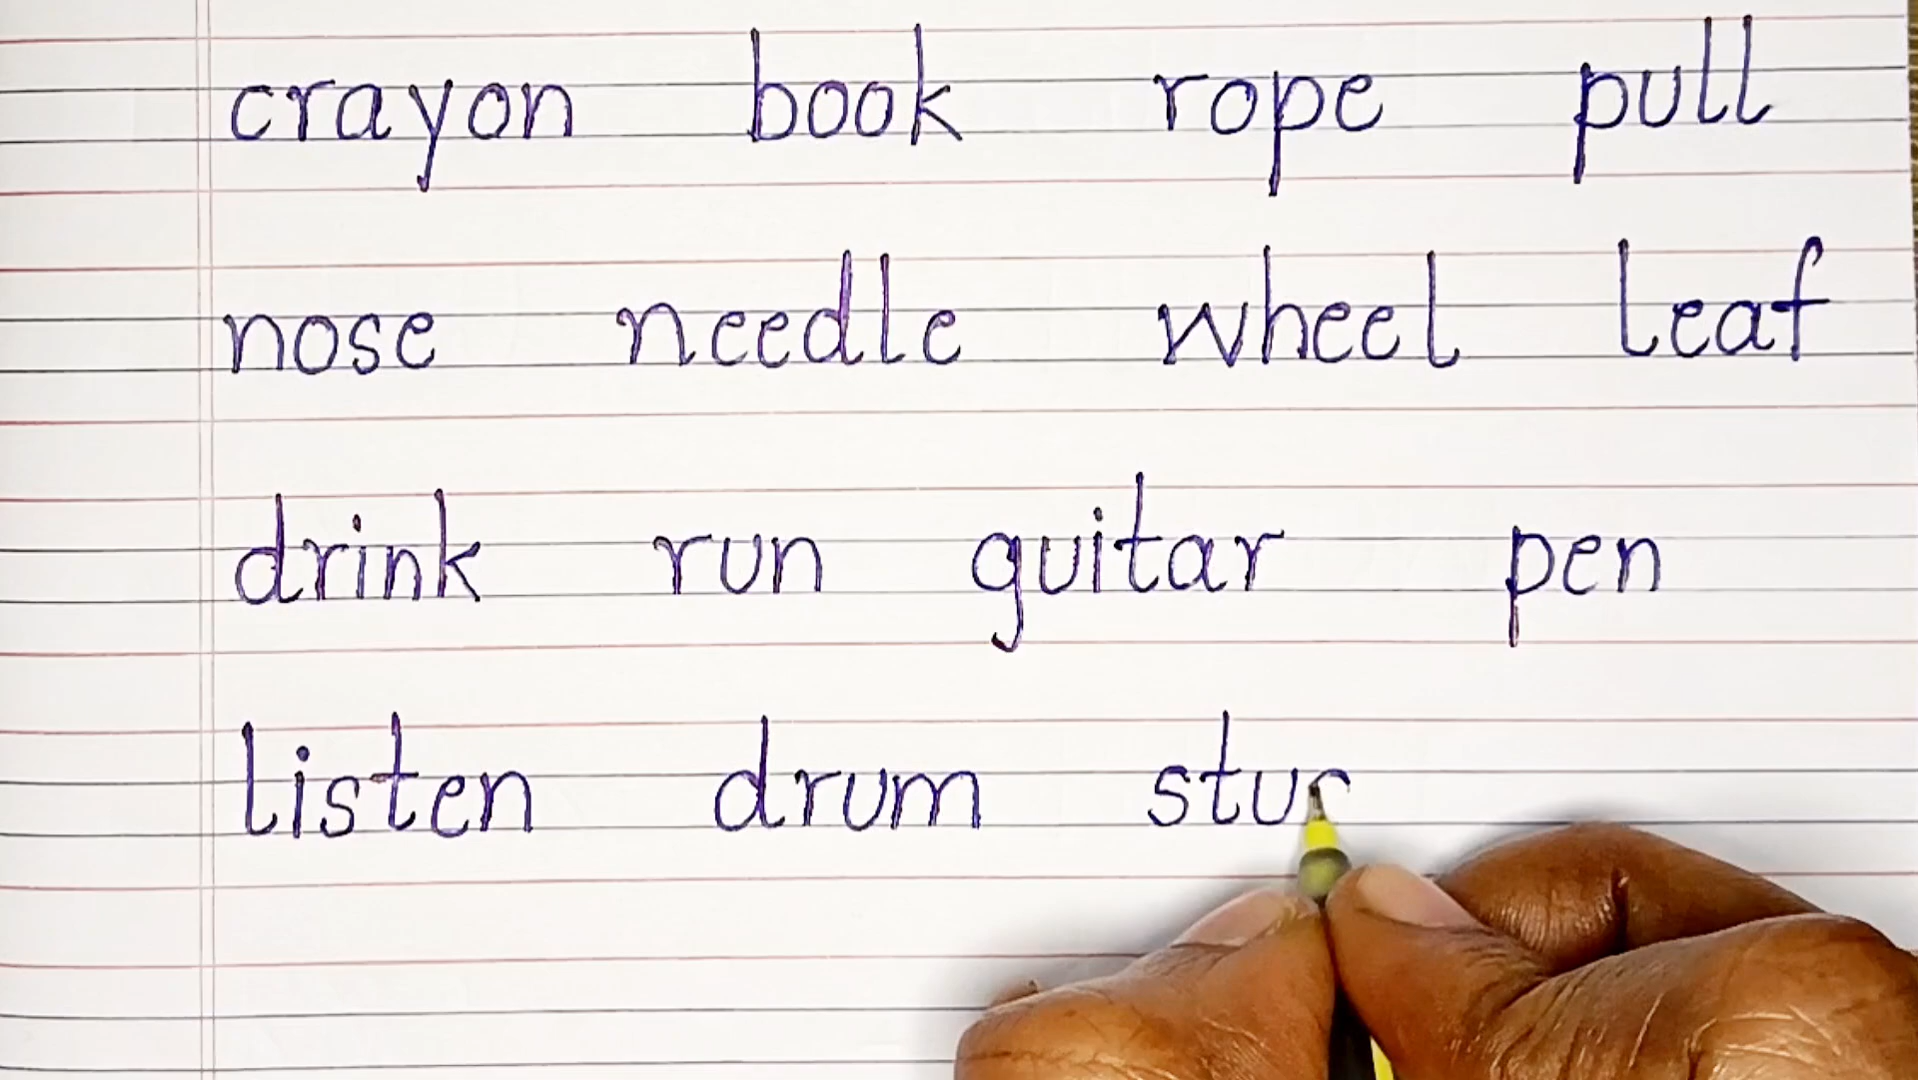 crayon book rope pull
nose needle wheel leaf
drink run guitar pen
listen drum